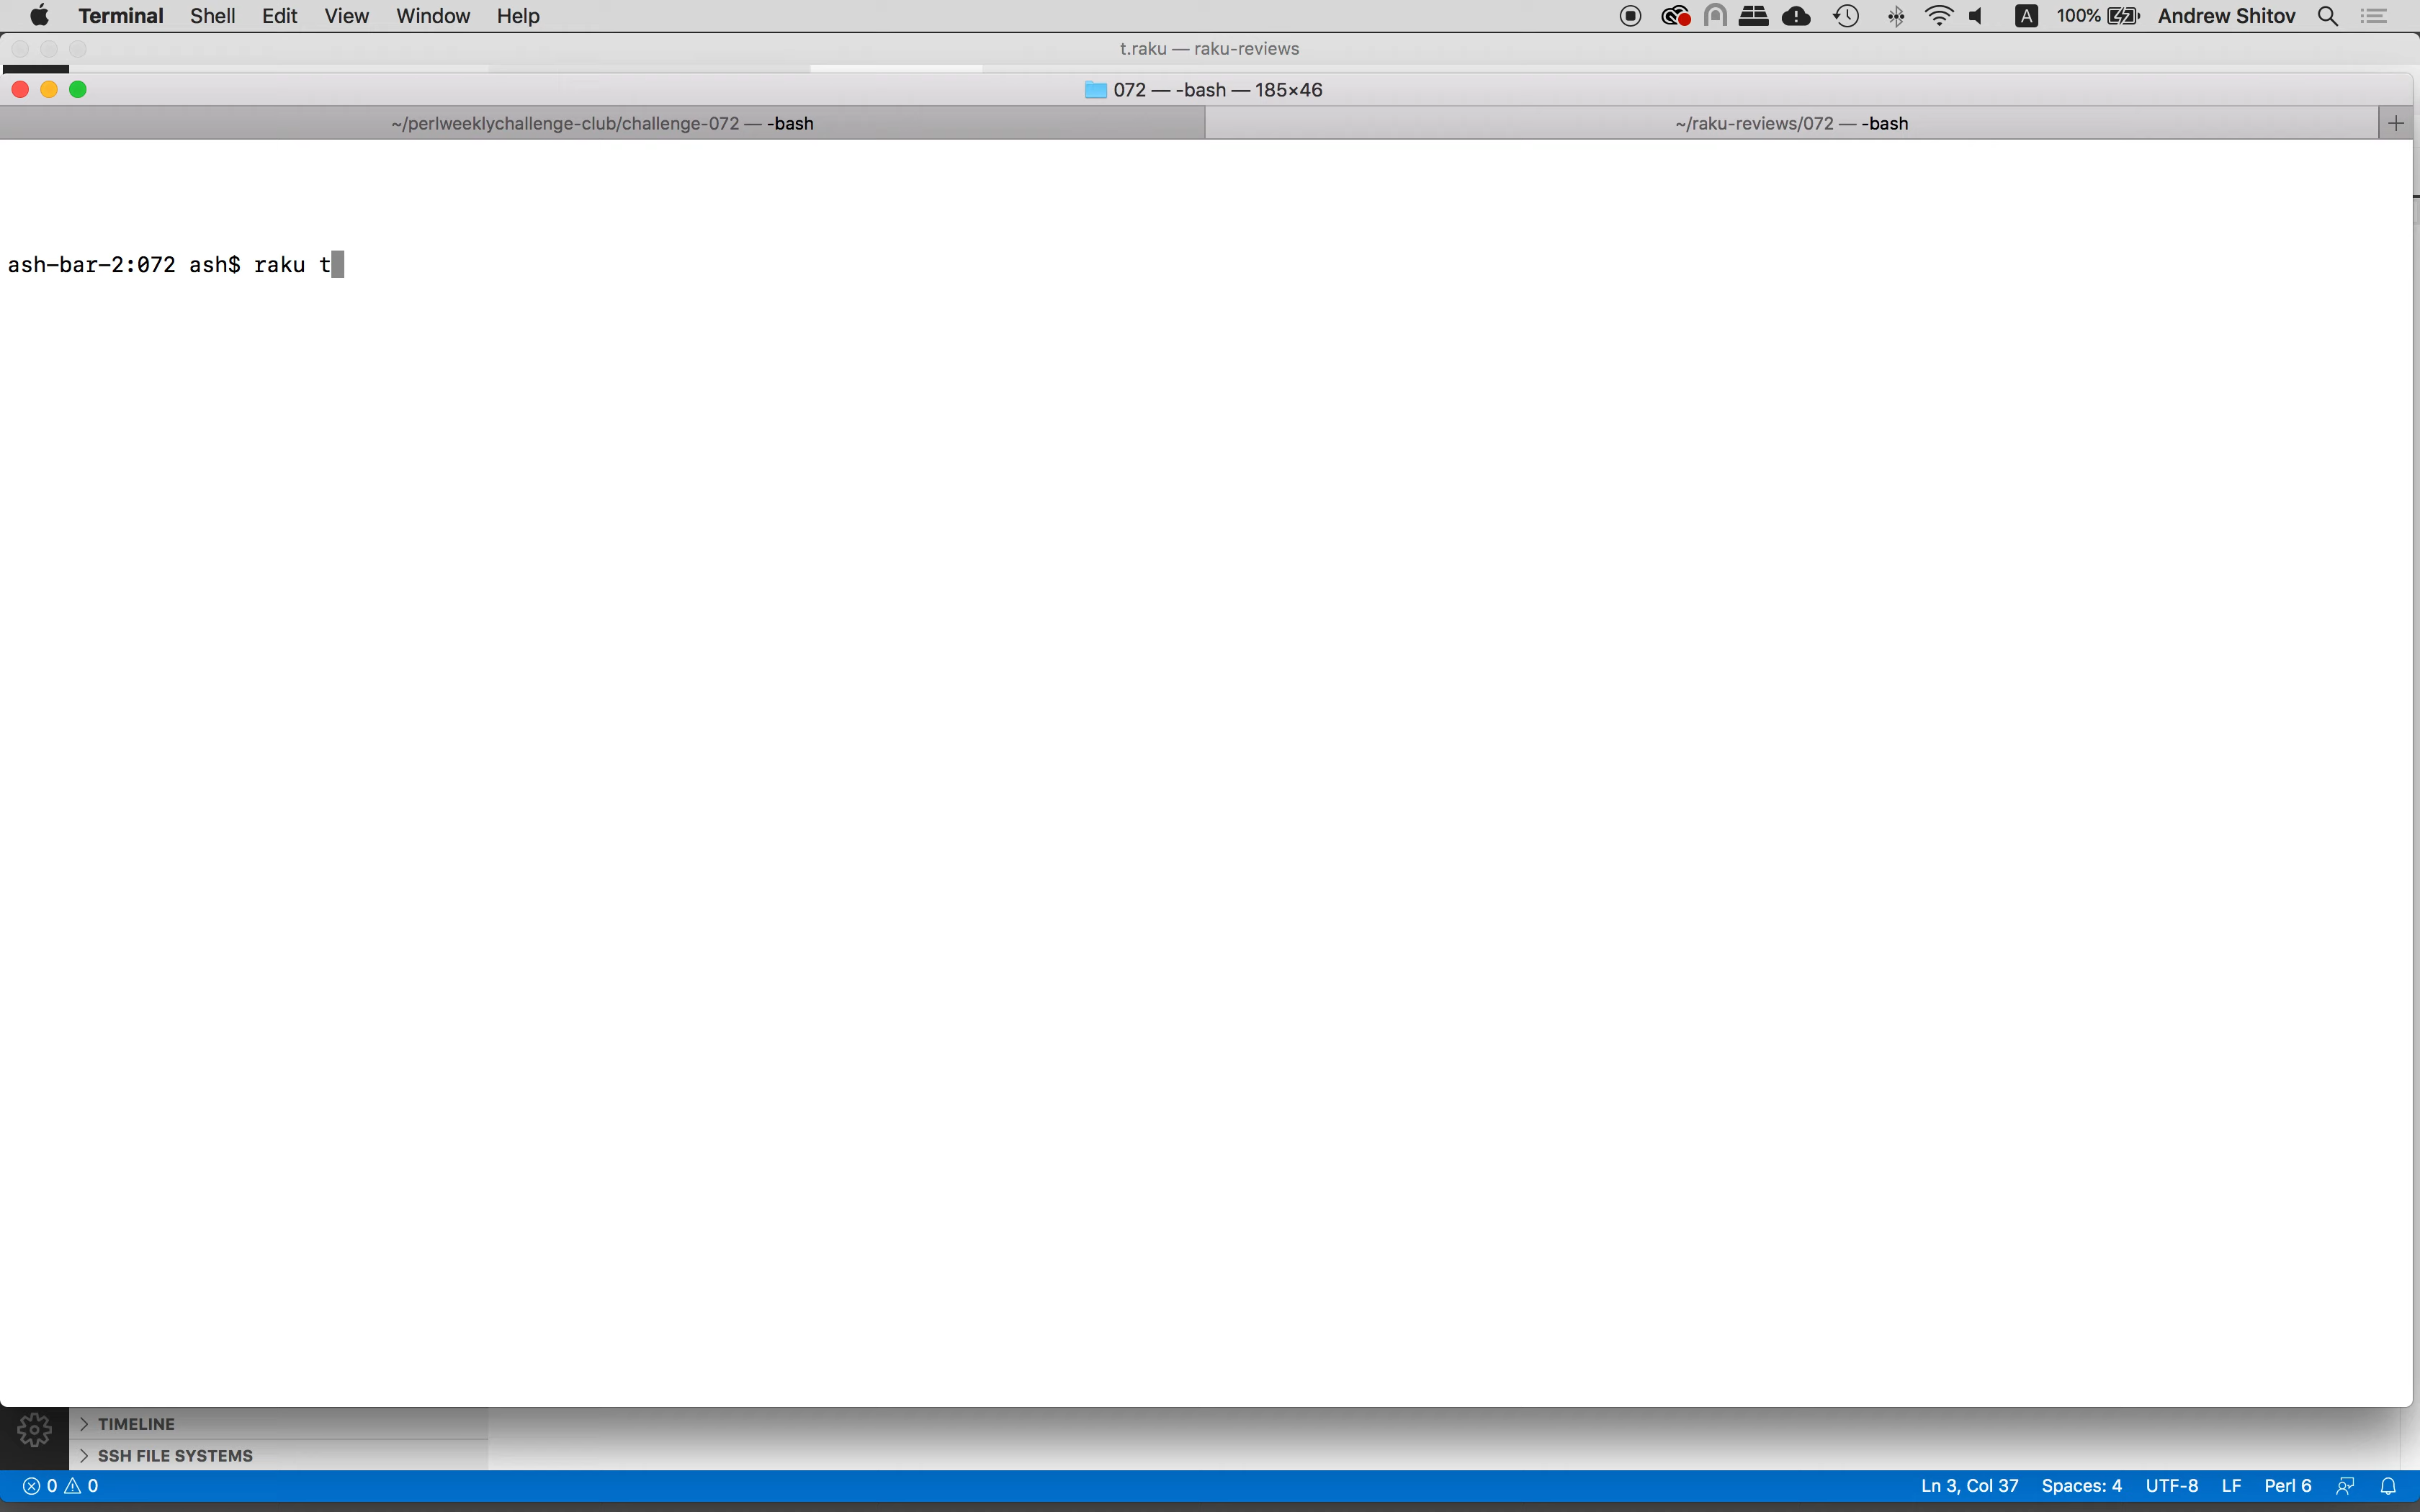 Terminal Shell Edit View Window Help A 100% Andrew Shitov
t.raku — raku-reviews
072 — -bash — 185×46
~/perlweeklychallenge-club/challenge-072 — -bash ~/raku-reviews/072 — -bash +
ash-bar-2:072 ash$ raku t
TIMELINE
SSH FILE SYSTEMS
0 0 Ln 3, Col 37 Spaces: 4 UTF-8 LF Perl 6